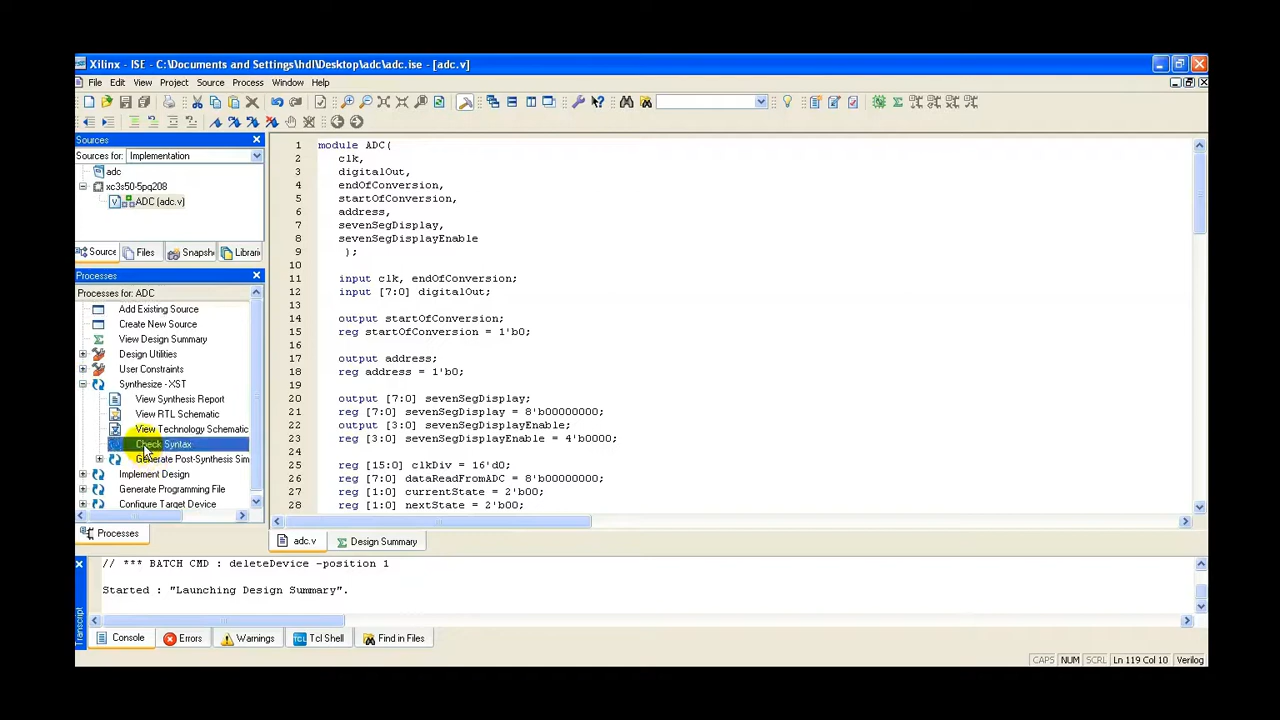 Xilinx - ISE - C:\Documents and Settings\hdl\Desktop\adc\adc.ise - [adc.v]
File Edit View Project Source Process Window Help
Sources
Sources for: Implementation
adc
xc3s50-5pq208
ADC (adc.v)
Source Files Snapsh Librari
Processes
Processes for: ADC
Add Existing Source
Create New Source
View Design Summary
Design Utilities
User Constraints
Synthesize - XST
View Synthesis Report
View RTL Schematic
View Technology Schematic
Check Syntax
Generate Post-Synthesis Sim
Implement Design
Generate Programming File
Configure Target Device
Processes
1 module ADC(
2 clk,
3 digitalOut,
4 endOfConversion,
5 startOfConversion,
6 address,
7 sevenSegDisplay,
8 sevenSegDisplayEnable
9 );
10
11 input clk, endOfConversion;
12 input [7:0] digitalOut;
13
14 output startOfConversion;
15 reg startOfConversion = 1'b0;
16
17 output address;
18 reg address = 1'b0;
19
20 output [7:0] sevenSegDisplay;
21 reg [7:0] sevenSegDisplay = 8'b00000000;
22 output [3:0] sevenSegDisplayEnable;
23 reg [3:0] sevenSegDisplayEnable = 4'b0000;
24
25 reg [15:0] clkDiv = 16'd0;
26 reg [7:0] dataReadFromADC = 8'b00000000;
27 reg [1:0] currentState = 2'b00;
28 reg [1:0] nextState = 2'b00;
adc.v Design Summary
// *** BATCH CMD : deleteDevice -position 1
Started : "Launching Design Summary".
Transcript
Console Errors Warnings Tcl Shell Find in Files
CAPS NUM SCRL Ln 119 Col 10 Verilog